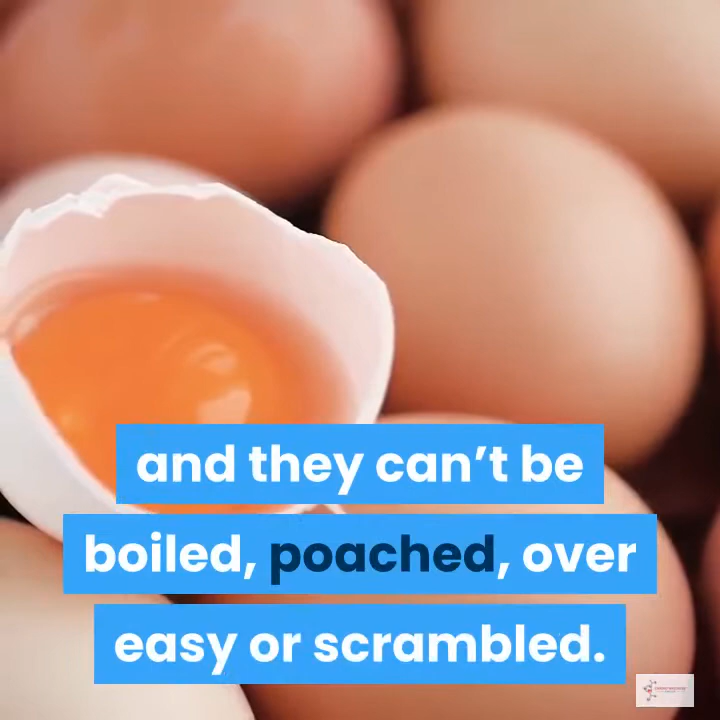 and they can’t be
boiled, poached, over
easy or scrambled.